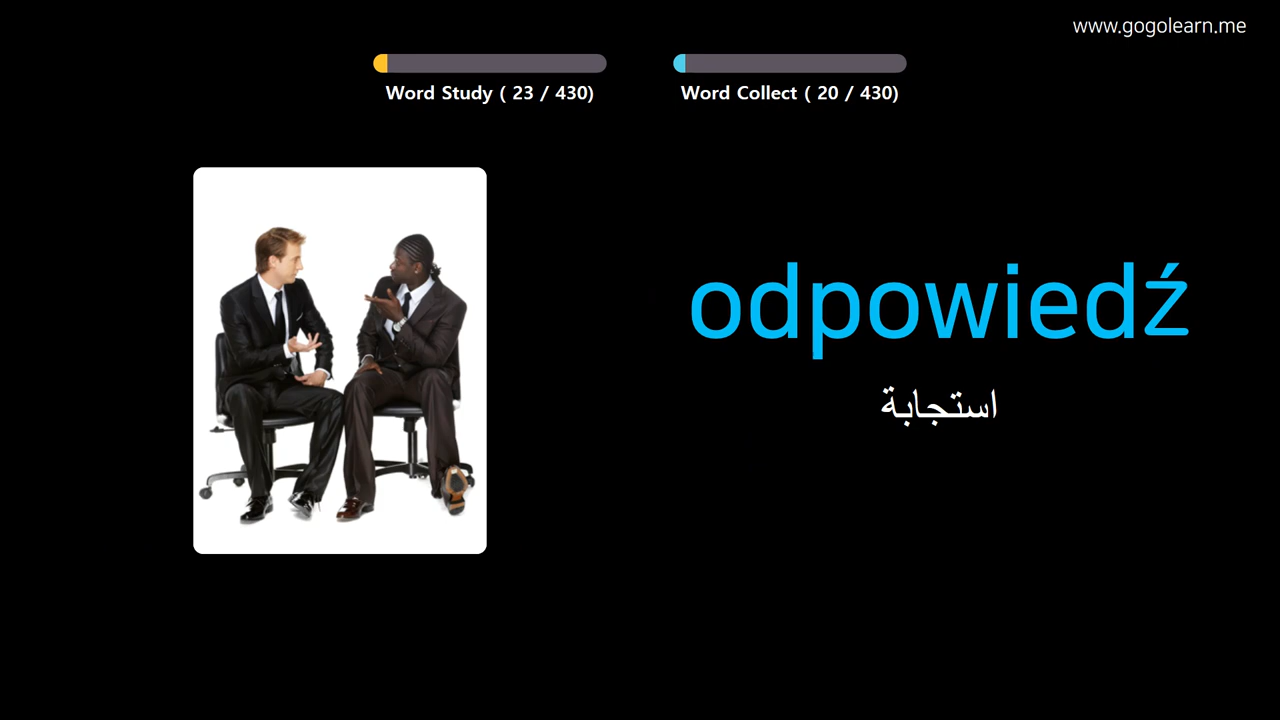 www.gogolearn.me
Word Study ( 23 / 430)
Word Collect ( 20 / 430)
odpowiedź
استجابة